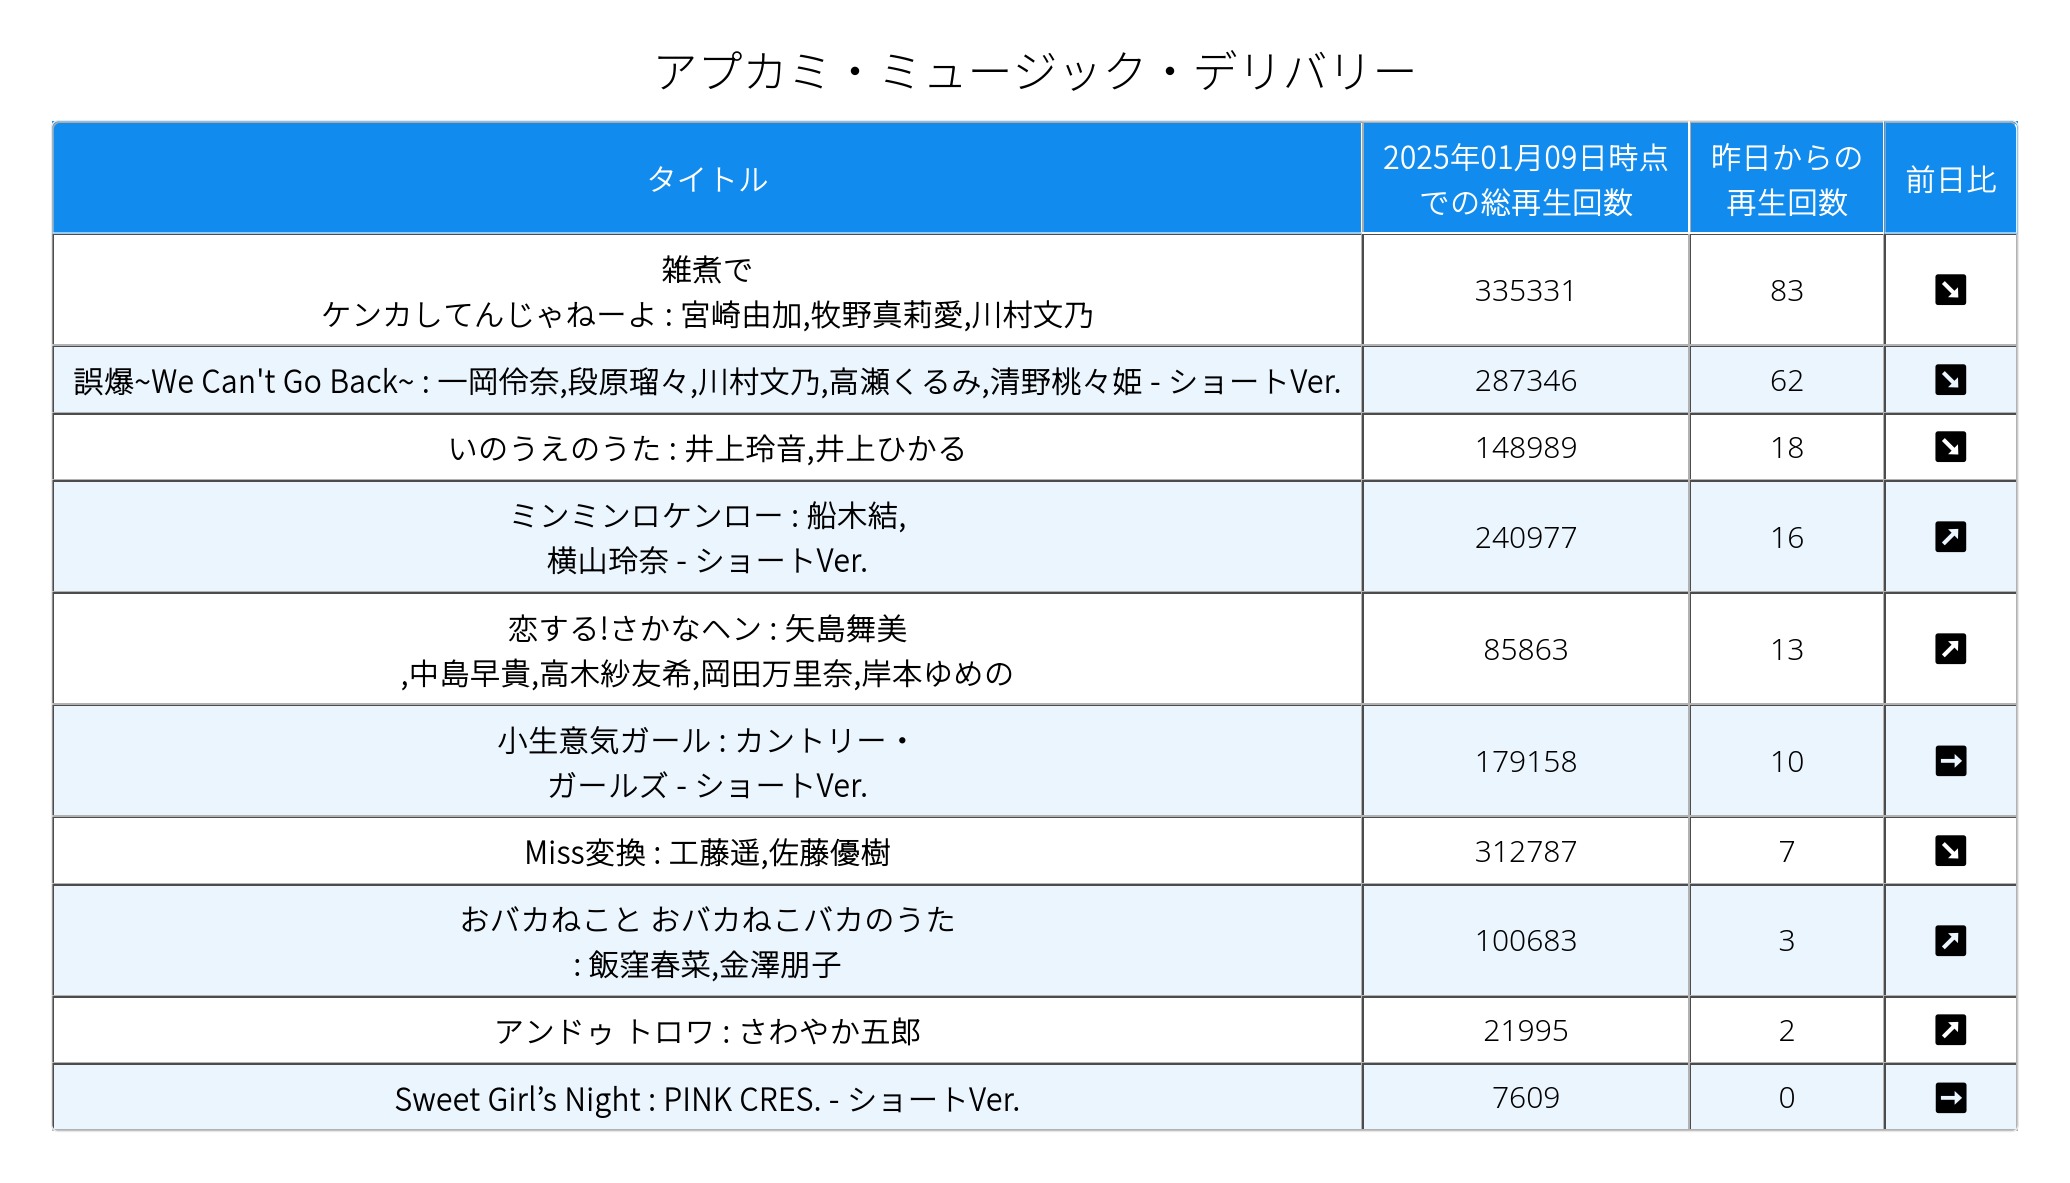 アプカミ・ミュージック・デリバリー
タイトル
2025年01月09日時点
での総再生回数
昨日からの
再生回数
前日比
雑煮で
ケンカしてんじゃねーよ : 宮崎由加,牧野真莉愛,川村文乃
335331
83
誤爆~We Can't Go Back~ : 一岡伶奈,段原瑠々,川村文乃,高瀬くるみ,清野桃々姫 - ショートVer.
287346
62
いのうえのうた : 井上玲音,井上ひかる
148989
18
ミンミンロケンロー : 船木結,
横山玲奈 - ショートVer.
240977
16
恋する!さかなヘン : 矢島舞美
,中島早貴,高木紗友希,岡田万里奈,岸本ゆめの
85863
13
小生意気ガール : カントリー・
ガールズ - ショートVer.
179158
10
Miss変換 : 工藤遥,佐藤優樹
312787
7
おバカねこと おバカねこバカのうた
: 飯窪春菜,金澤朋子
100683
3
アンドゥ トロワ : さわやか五郎
21995
2
Sweet Girl’s Night : PINK CRES. - ショートVer.
7609
0